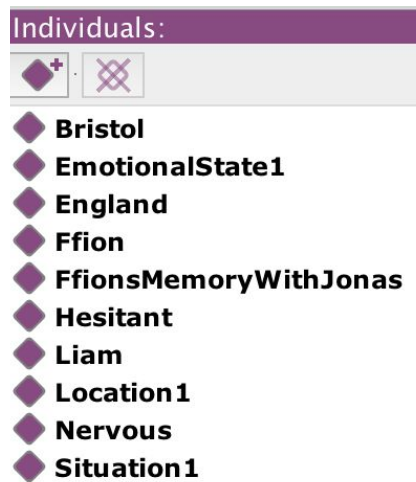 Individuals:
Bristol
EmotionalState1
England
Ffion
FfionsMemoryWithJonas
Hesitant
Liam
Location1
Nervous
Situation1